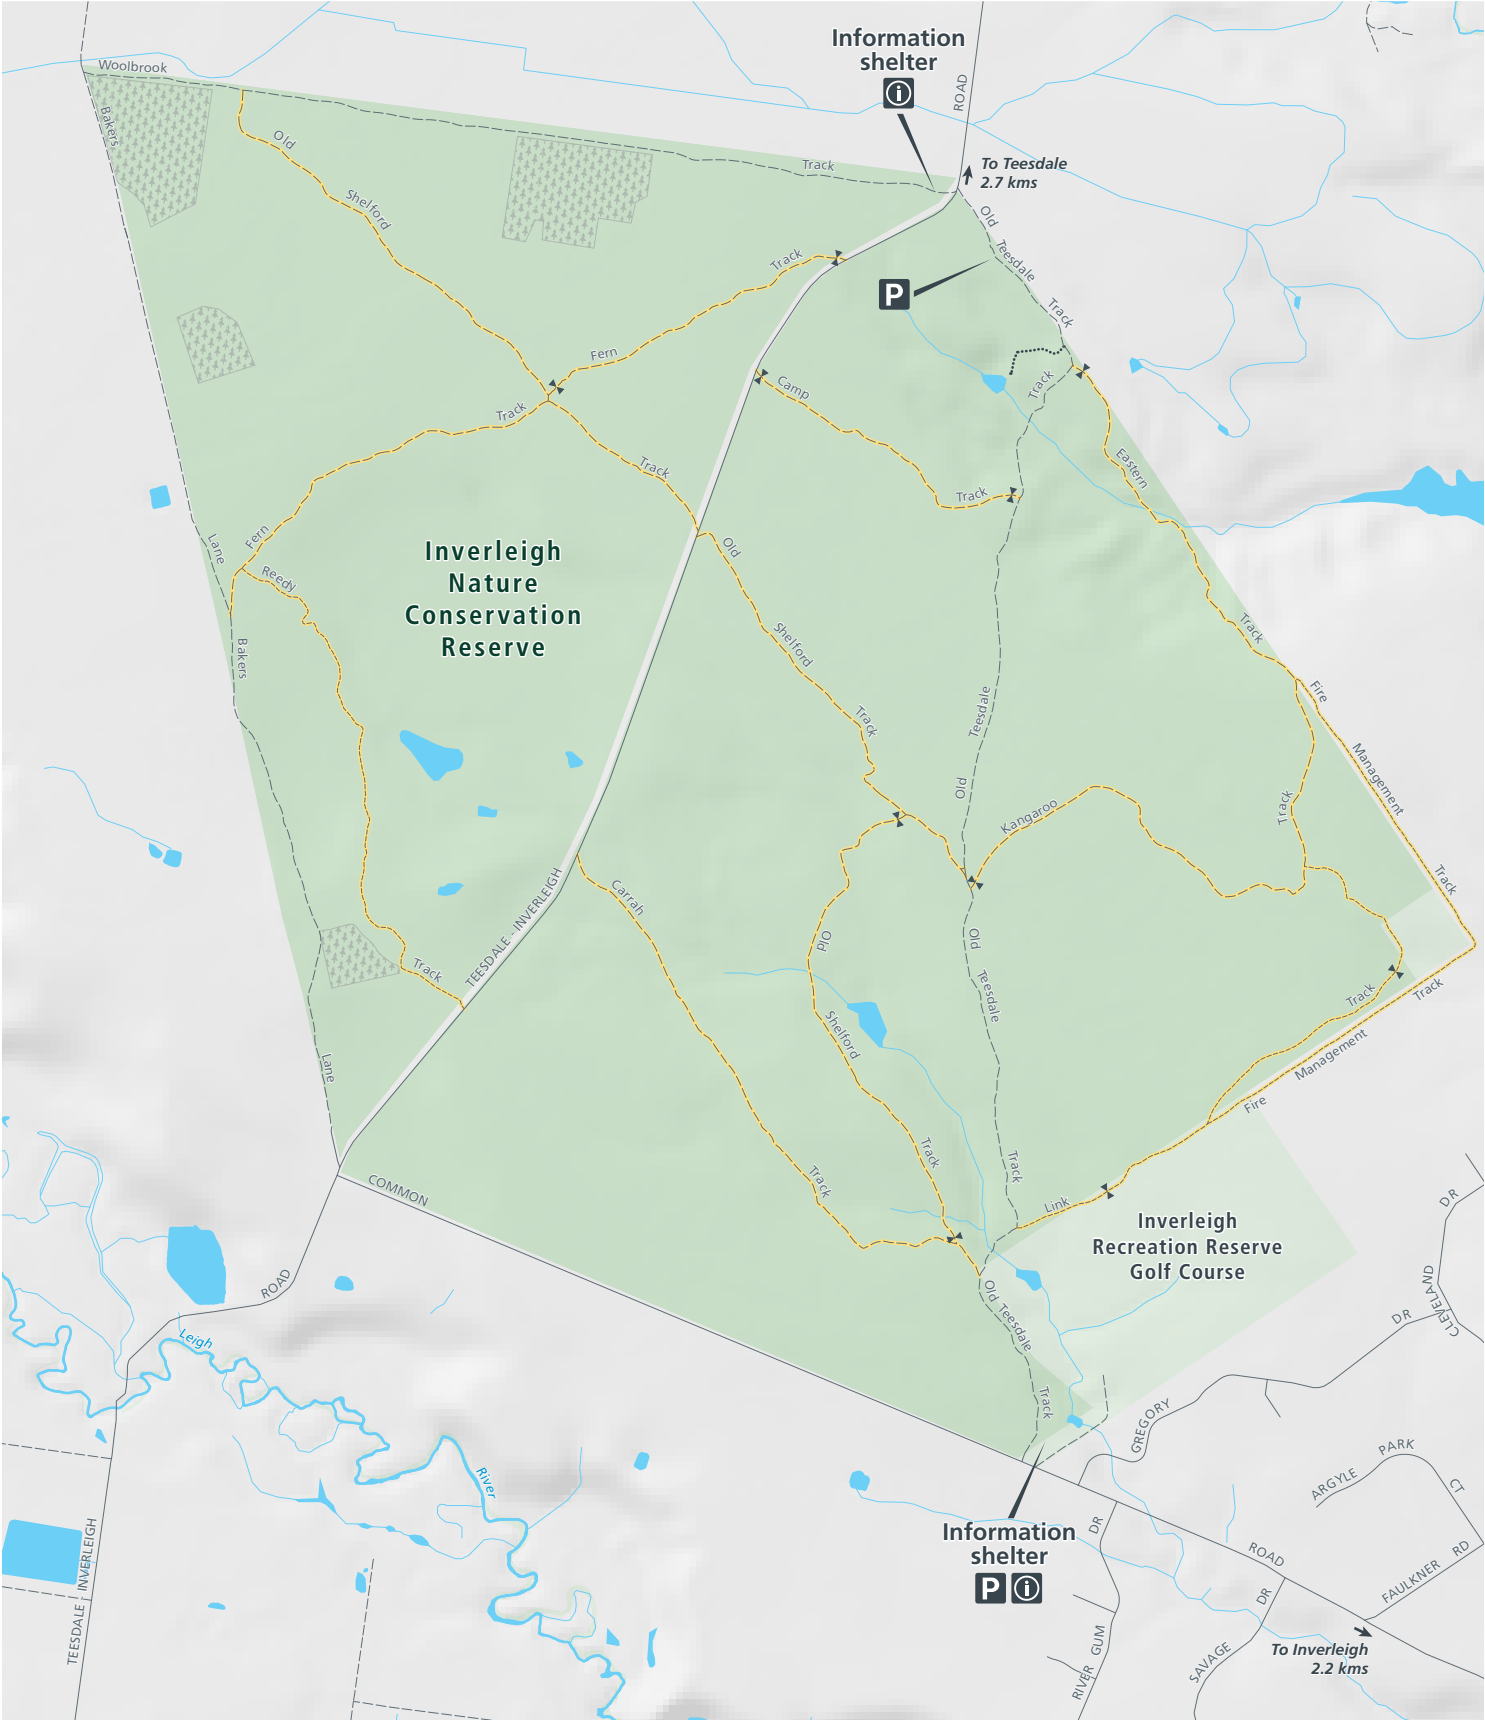 Information
shelter
i
ROAD
Woolbrook
Bakers
Old
Track
To Teesdale
2.7 kms
Shelford
Old
Teesdale
Track
Track
P
Fern
Camp
Track
Track
Track
Track
Eastern
Fern
Lane
Reedy
Inverleigh
Nature
Conservation
Reserve
Old
Bakers
Shelford
Track
Teesdale
Fire
Track
Management
Old
Kangaroo
Track
TEESDALE - INVERLEIGH
Carrah
Track
Old
Old
Track
Teesdale
Track
Track
Shelford
Lane
Management
Fire
Track
Track
Track
COMMON
Link
DR
Inverleigh
Recreation Reserve
Golf Course
ROAD
Old Teesdale
CLEVELAND
DR
Leigh
Track
GREGORY
PARK
ARGYLE
CT
River
Information
shelter
P i
DR
ROAD
RD
FAULKNER
TEESDALE - INVERLEIGH
DR
RIVER GUM
SAVAGE
To Inverleigh
2.2 kms